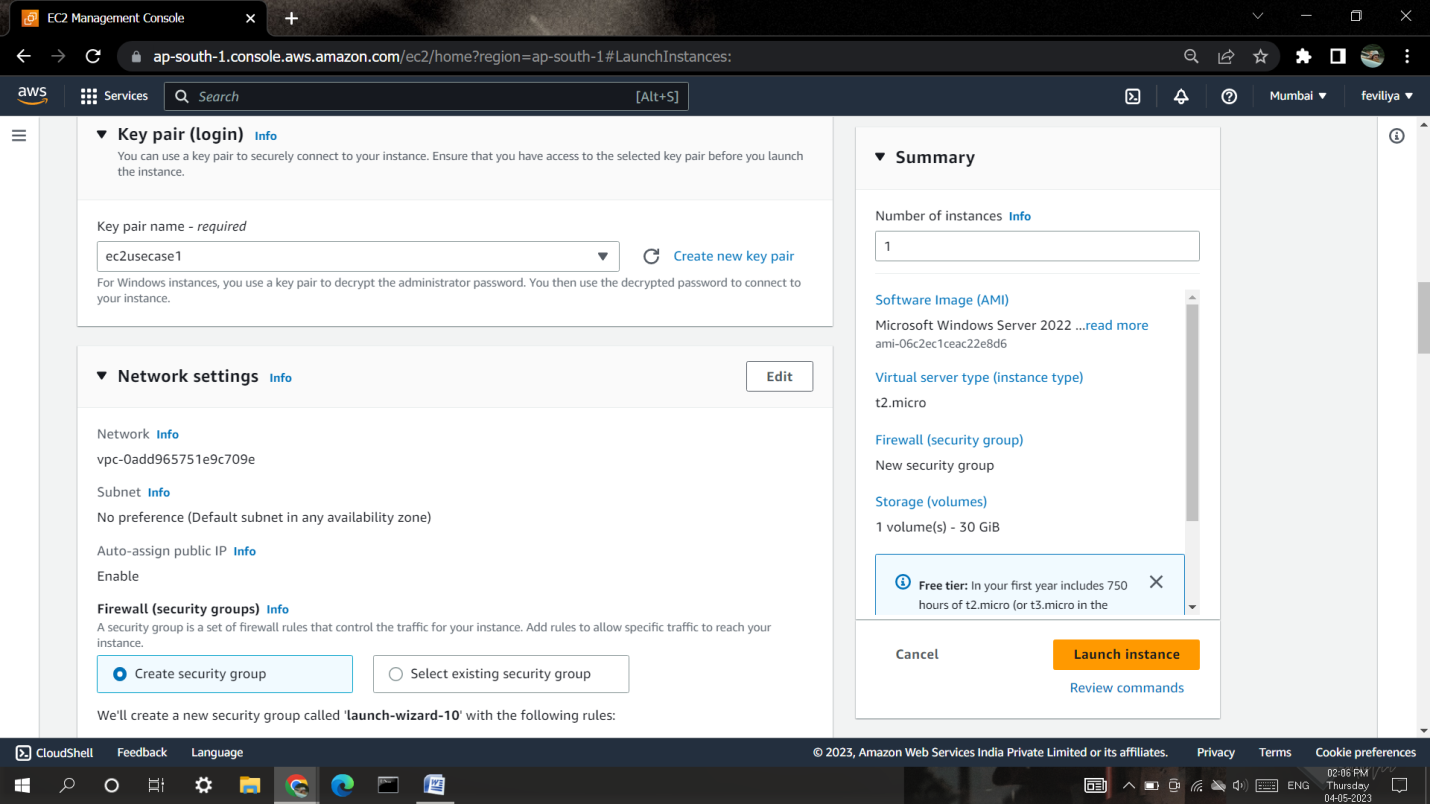 EC2 Management Console
ap-south-1.console.aws.amazon.com/ec2/home?region=ap-south-1#LaunchInstances:
aws
Services
Search
[Alt+S]
Mumbai
feviliya
Key pair (login) Info
You can use a key pair to securely connect to your instance. Ensure that you have access to the selected key pair before you launch
the instance.
Key pair name - required
ec2usecase1
Create new key pair
For Windows instances, you use a key pair to decrypt the administrator password. You then use the decrypted password to connect to
your instance.
Network settings Info
Edit
Network Info
vpc-0add965751e9c709e
Subnet Info
No preference (Default subnet in any availability zone)
Auto-assign public IP Info
Enable
Firewall (security groups) Info
A security group is a set of firewall rules that control the traffic for your instance. Add rules to allow specific traffic to reach your
instance.
Create security group
Select existing security group
We'll create a new security group called 'launch-wizard-10' with the following rules:
Summary
Number of instances Info
1
Software Image (AMI)
Microsoft Windows Server 2022 ...read more
ami-06c2ec1ceac22e8d6
Virtual server type (instance type)
t2.micro
Firewall (security group)
New security group
Storage (volumes)
1 volume(s) - 30 GiB
Free tier: In your first year includes 750
hours of t2.micro (or t3.micro in the
Cancel
Launch instance
Review commands
CloudShell
Feedback
Language
© 2023, Amazon Web Services India Private Limited or its affiliates.
Privacy
Terms
Cookie preferences
ENG
02:06 PM
Thursday
04-05-2023